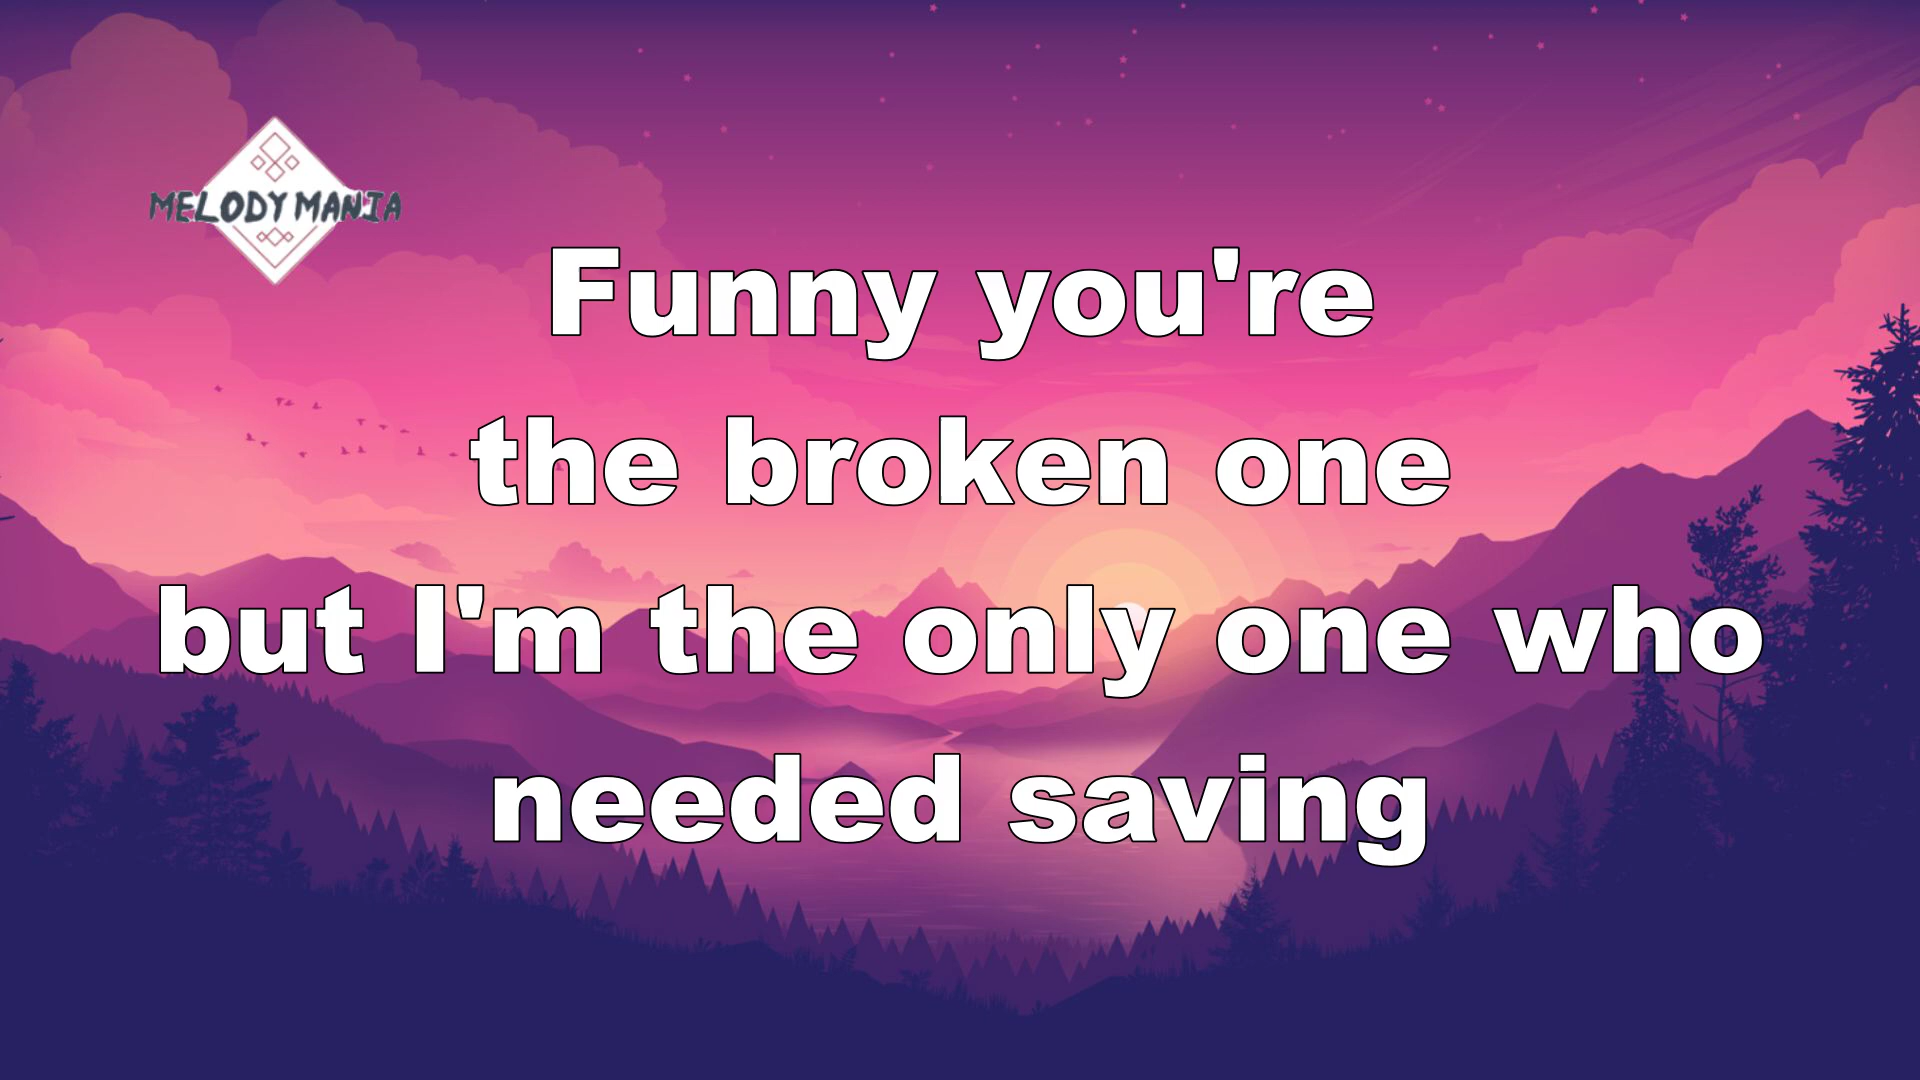 MELODY MANIA
Funny you're
the broken one
but I'm the only one who
needed saving